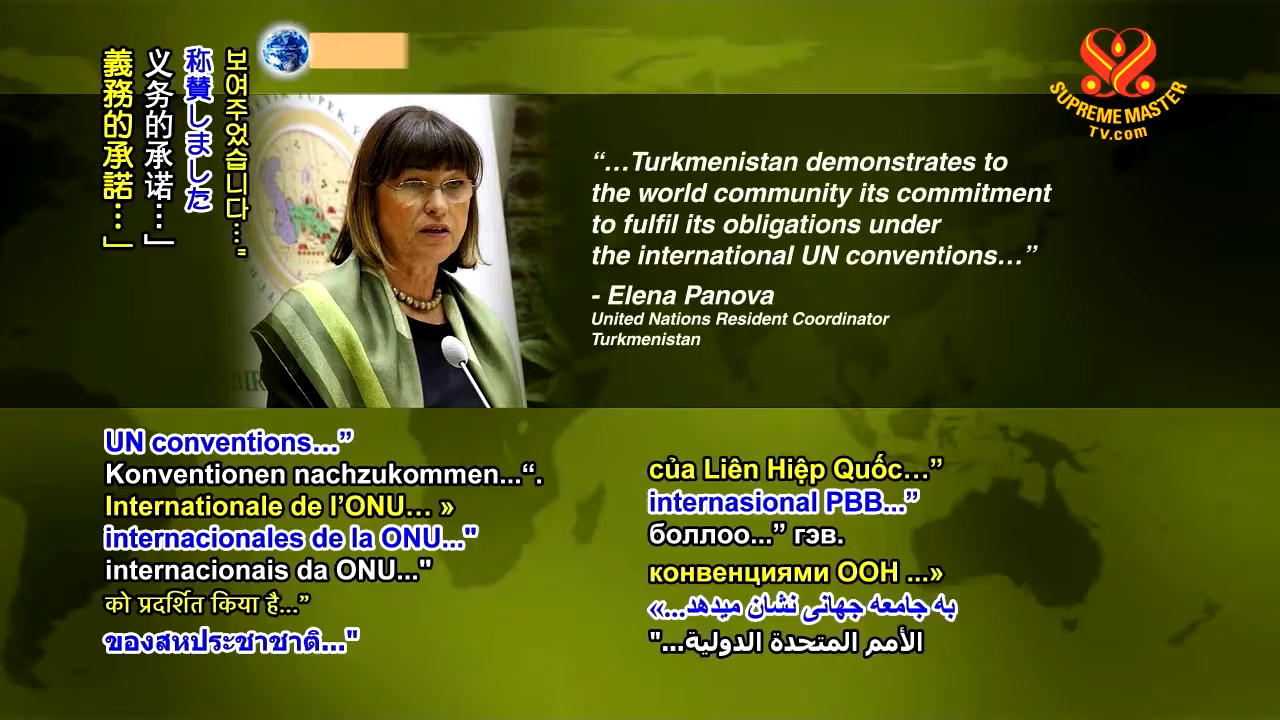 보여주었습니다…"
称賛しました
义务的承诺…」
義務的承諾…」
SUPREME MASTER
TV.com
“…Turkmenistan demonstrates to
the world community its commitment
to fulfil its obligations under
the international UN conventions…”
- Elena Panova
United Nations Resident Coordinator
Turkmenistan
UN conventions…”
Konventionen nachzukommen...“.
Internationale de l’ONU… »
internacionales de la ONU..."
internacionais da ONU..."
को प्रदर्शित किया है...”
ของสหประชาชาติ..."
của Liên Hiệp Quốc…”
internasional PBB...”
боллоо...” гэв.
конвенциями ООН ...»
به جامعه جهانی نشان میدهد...»
الأمم المتحدة الدولية..."